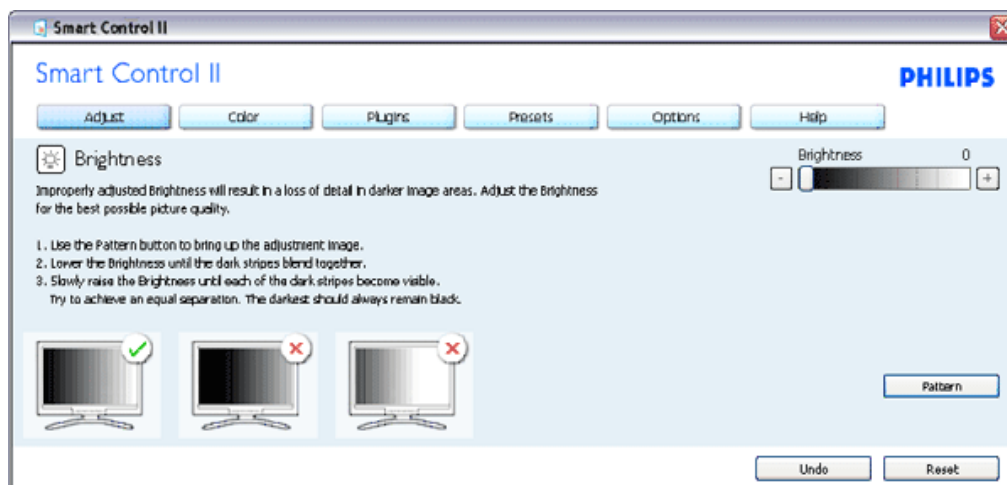 Smart Control II
Smart Control II
PHILIPS
Adjust Color Plugins Presets Options Help
Brightness
Brightness 0
Improperly adjusted Brightness will result in a loss of detail in darker image areas. Adjust the Brightness
for the best possible picture quality.
- +
1. Use the Pattern button to bring up the adjustment image.
2. Lower the Brightness until the dark stripes blend together.
3. Slowly raise the Brightness until each of the dark stripes become visible.
Try to achieve an equal separation. The darkest should always remain black.
Pattern
Undo Reset